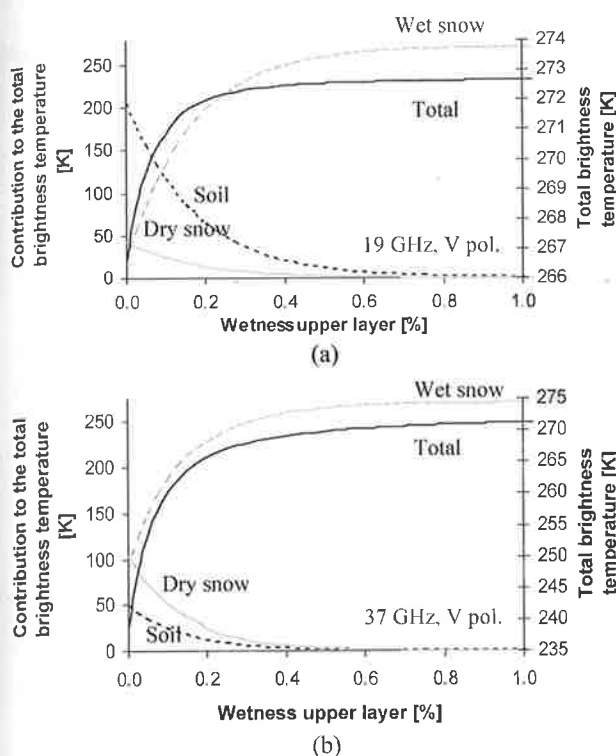 Contribution to the total
brightness temperature
[K]
250
200
150
100
50
0
Wet snow
Total
Soil
Dry snow
19 GHz, V pol.
274
273
272
271
270
269
268
267
266
Total brightness
temperature [K]
0.0 0.2 0.4 0.6 0.8 1.0
Wetness upper layer [%]
(a)
Contribution to the total
brightness temperature
[K]
250
200
150
100
50
0
Wet snow
Total
Dry snow
Soil
37 GHz, V pol.
275
270
265
260
255
250
245
240
235
Total brightness
temperature [K]
0.0 0.2 0.4 0.6 0.8 1.0
Wetness upper layer [%]
(b)